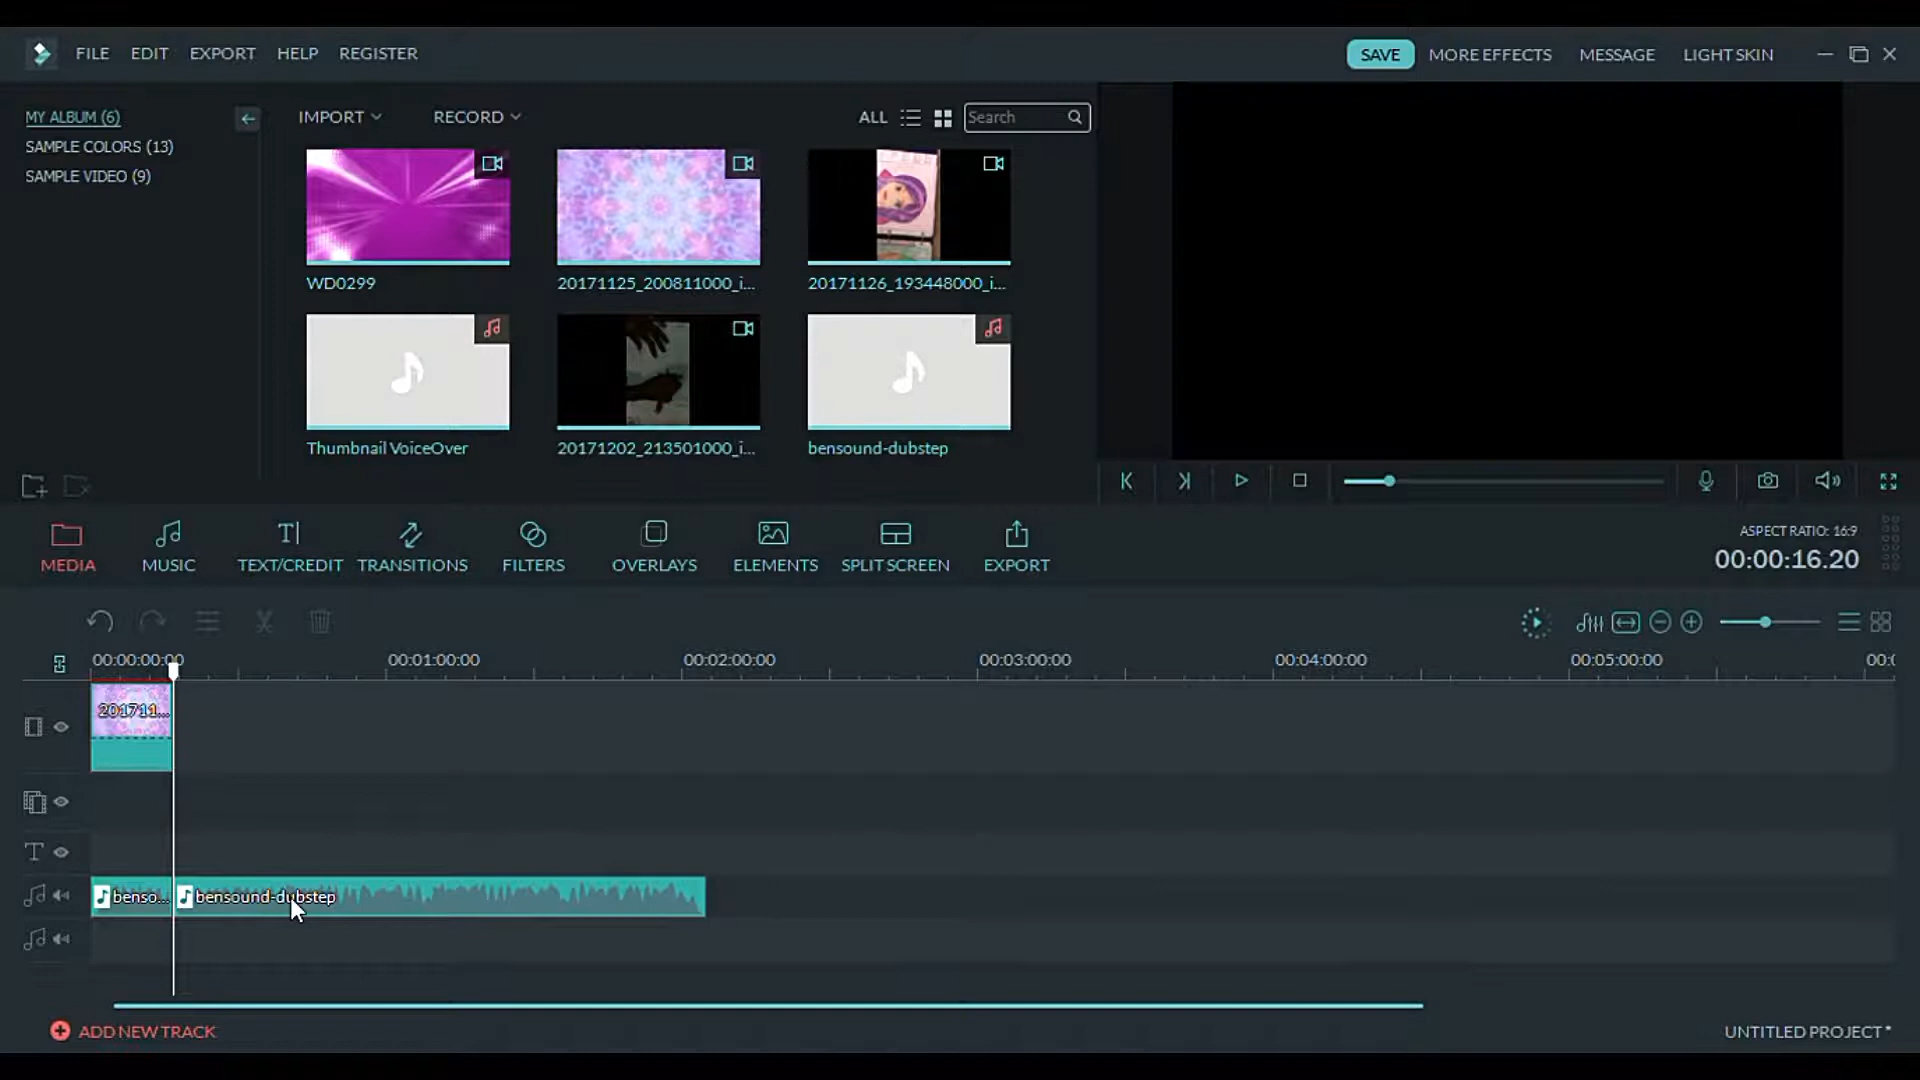 FILE EDIT EXPORT HELP REGISTER SAVE MORE EFFECTS MESSAGE LIGHT SKIN
MY ALBUM (6)
SAMPLE COLORS (13)
SAMPLE VIDEO (9)
IMPORT RECORD ALL Search
WD0299 20171125_200811000_i... 20171126_193448000_i...
Thumbnail VoiceOver 20171202_213501000_i... bensound-dubstep
MEDIA MUSIC TEXT/CREDIT TRANSITIONS FILTERS OVERLAYS ELEMENTS SPLIT SCREEN EXPORT
ASPECT RATIO: 16:9
00:00:16.20
00:00:00:00 00:01:00:00 00:02:00:00 00:03:00:00 00:04:00:00 00:05:00:00 00:0
201711...
benso... bensound-dubstep
ADD NEW TRACK UNTITLED PROJECT *